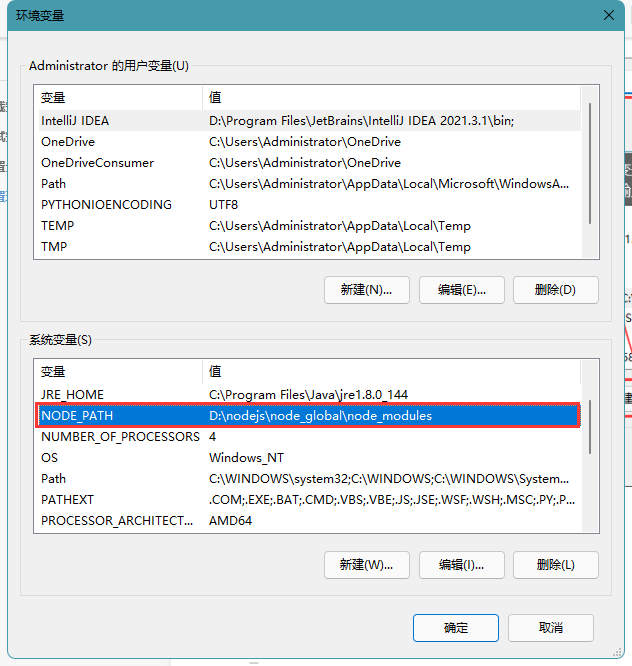 环境变量
Administrator 的用户变量(U)
变量 值
IntelliJ IDEA D:\Program Files\JetBrains\IntelliJ IDEA 2021.3.1\bin;
OneDrive C:\Users\Administrator\OneDrive
OneDriveConsumer C:\Users\Administrator\OneDrive
Path C:\Users\Administrator\AppData\Local\Microsoft\WindowsA...
PYTHONIOENCODING UTF8
TEMP C:\Users\Administrator\AppData\Local\Temp
TMP C:\Users\Administrator\AppData\Local\Temp
新建(N)... 编辑(E)... 删除(D)
系统变量(S)
变量 值
JRE_HOME C:\Program Files\Java\jre1.8.0_144
NODE_PATH D:\nodejs\node_global\node_modules
NUMBER_OF_PROCESSORS 4
OS Windows_NT
Path C:\WINDOWS\system32;C:\WINDOWS;C:\WINDOWS\System...
PATHEXT .COM;.EXE;.BAT;.CMD;.VBS;.VBE;.JS;.JSE;.WSF;.WSH;.MSC;.PY;.P...
PROCESSOR_ARCHITECT... AMD64
新建(W)... 编辑(I)... 删除(L)
确定 取消